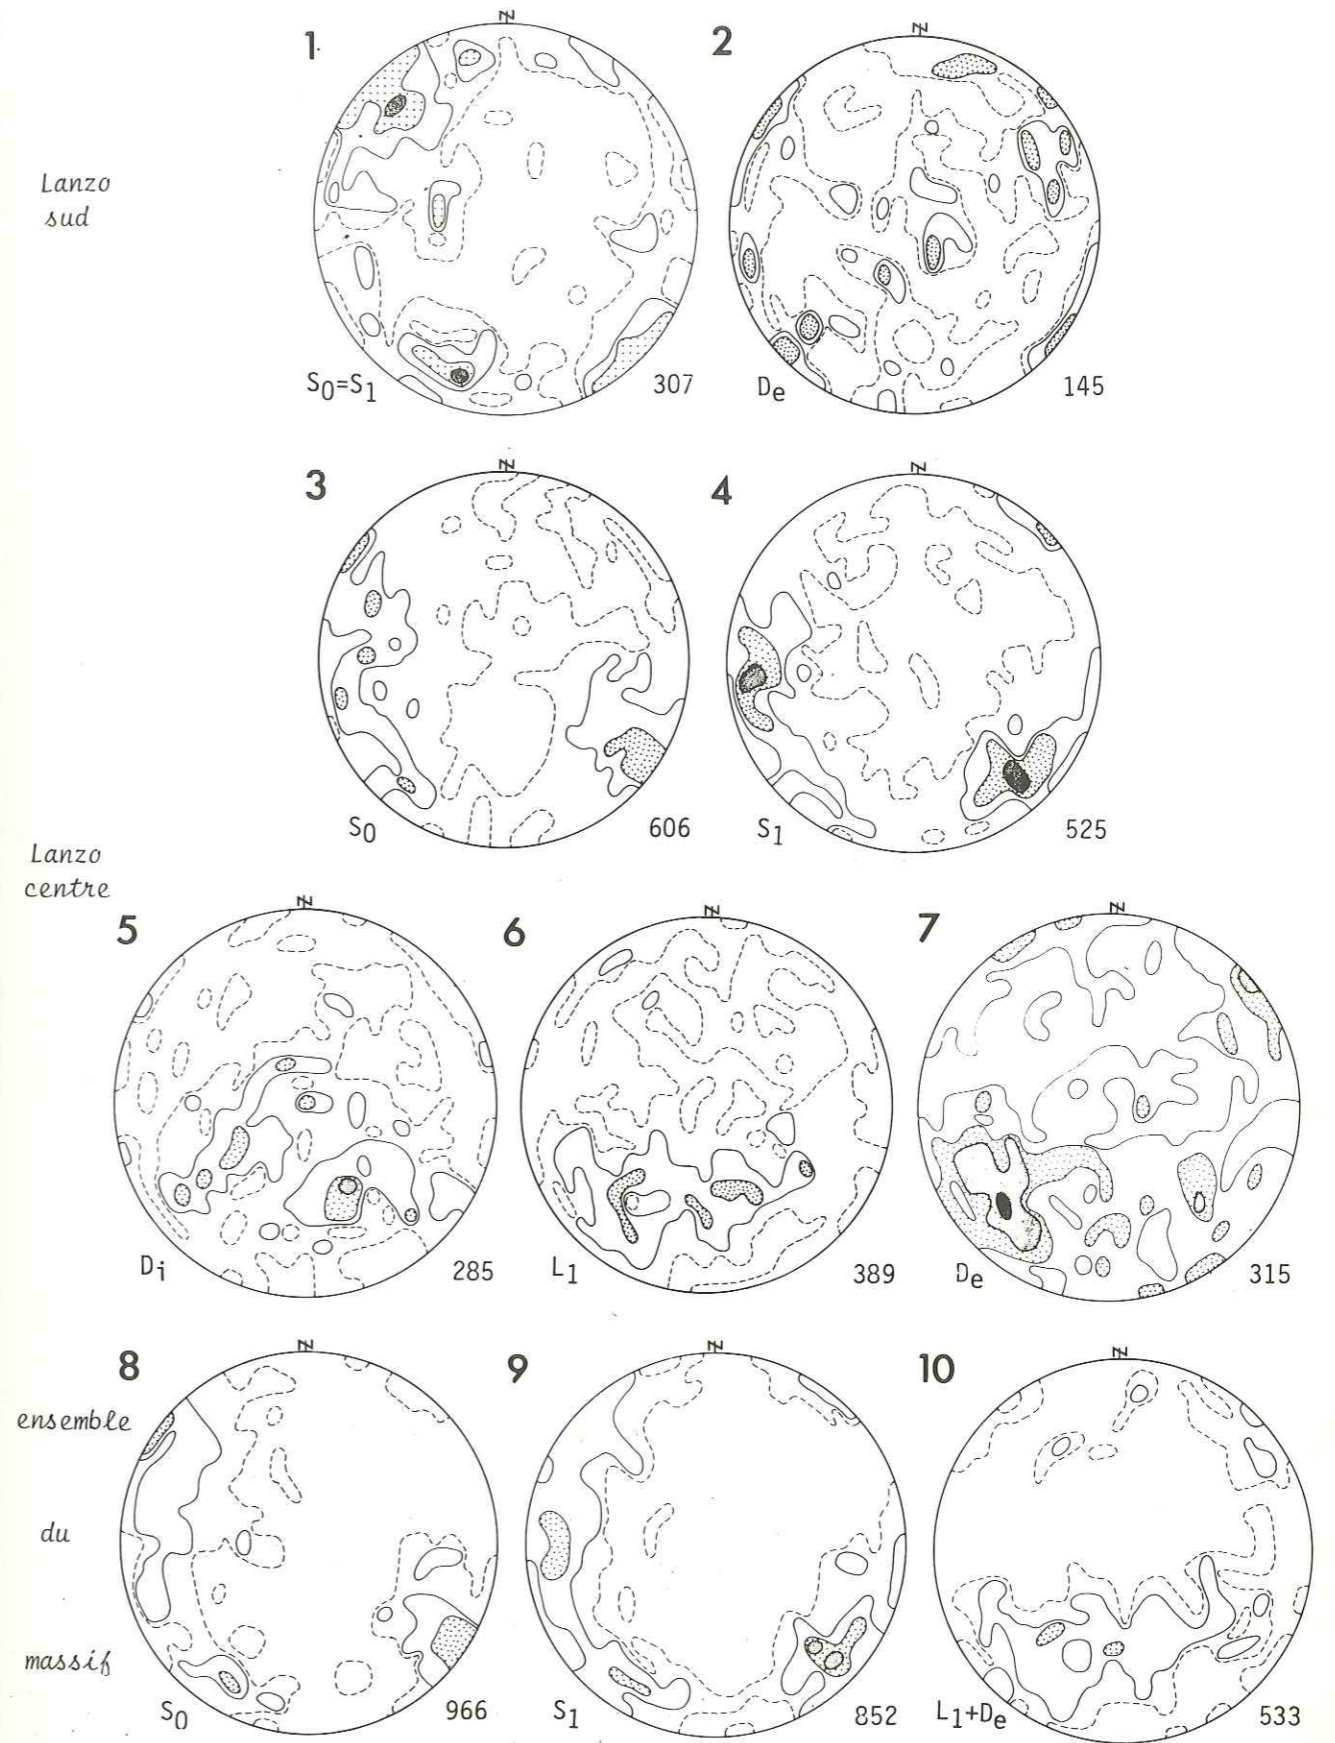 N
N
1
2
Lanzo
sud
S0=S1 307
De 145
N
N
3
4
S0 606
S1 525
Lanzo
centre
N
N
N
5
6
7
Di 285
L1 389
De 315
N
N
N
8
9
10
ensemble
du
massif
S0 966
S1 852
L1+De 533